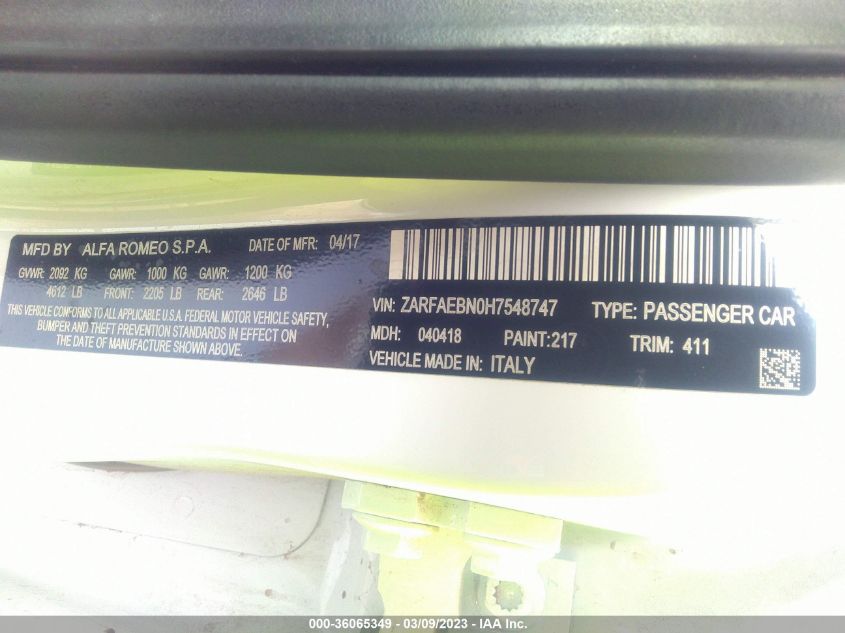 MFD BY ALFA ROMEO S.P.A. DATE OF MFR: 04/17
GVWR: 2092 KG GAWR: 1000 KG GAWR: 1200 KG
4612 LB FRONT: 2205 LB REAR: 2646 LB
THIS VEHICLE CONFORMS TO ALL APPLICABLE U.S.A. FEDERAL MOTOR VEHICLE SAFETY,
BUMPER AND THEFT PREVENTION STANDARDS IN EFFECT ON
THE DATE OF MANUFACTURE SHOWN ABOVE.
VIN: ZARFAEBN0H7548747 TYPE: PASSENGER CAR
MDH: 040418 PAINT:217 TRIM: 411
VEHICLE MADE IN: ITALY
000-36065349 - 03/09/2023 - IAA Inc.